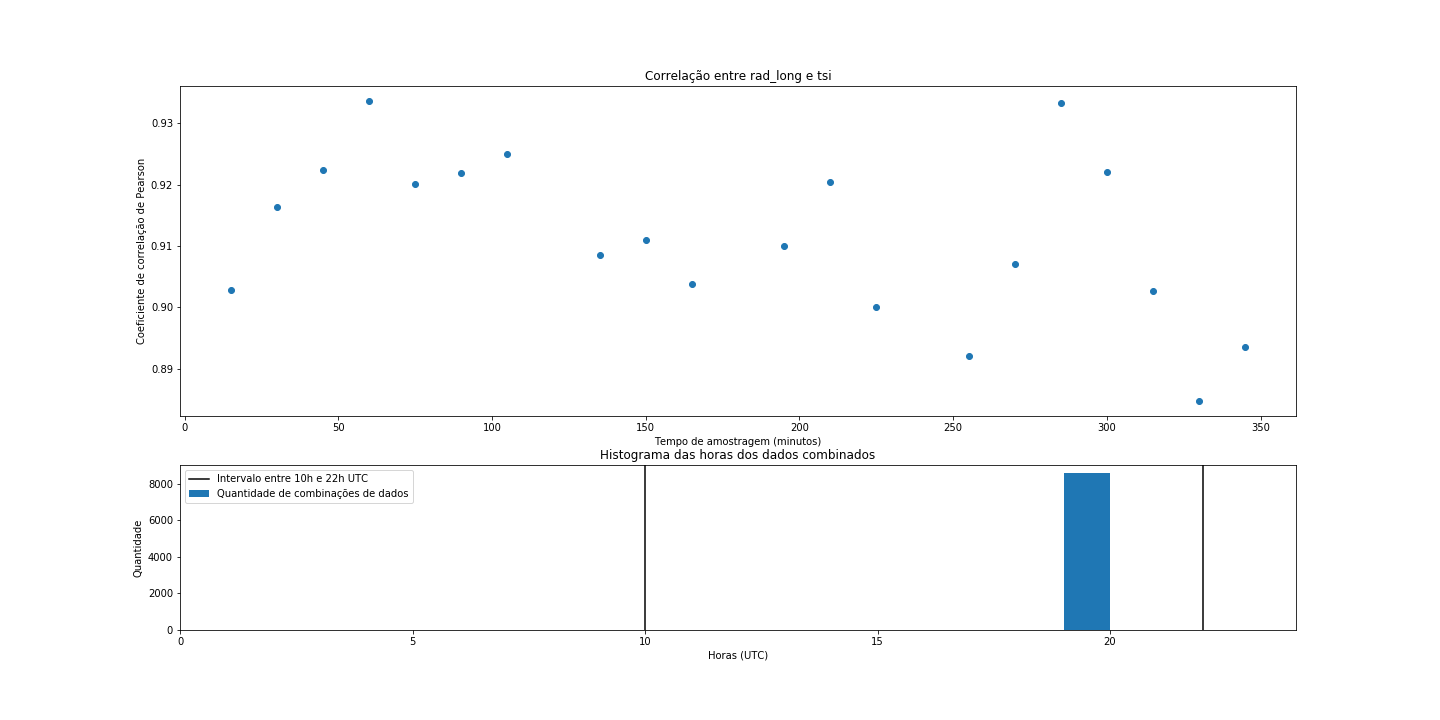 Correlação entre rad_long e tsi
Coeficiente de correlação de Pearson
0.93
0.92
0.91
0.90
0.89
0 50 100 150 200 250 300 350
Tempo de amostragem (minutos)
Histograma das horas dos dados combinados
Quantidade
8000
6000
4000
2000
0
Intervalo entre 10h e 22h UTC
Quantidade de combinações de dados
0 5 10 15 20
Horas (UTC)